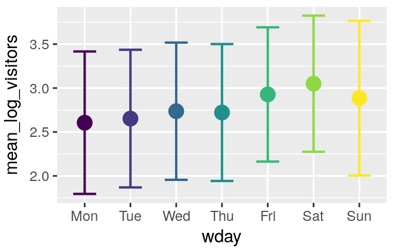 mean_log_visitors
3.5
3.0
2.5
2.0
Mon Tue Wed Thu Fri Sat Sun
wday